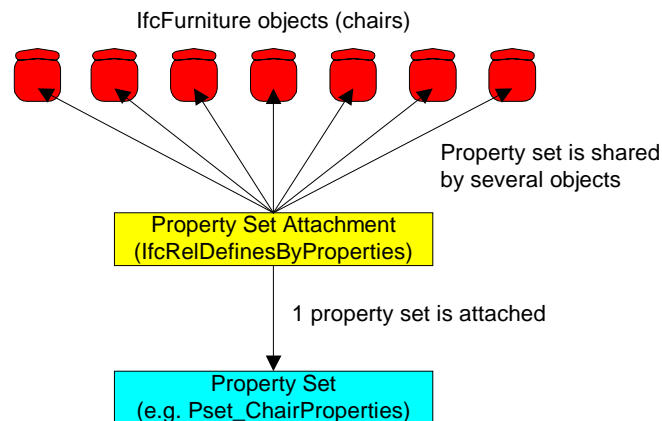 IfcFurniture objects (chairs)
Property set is shared
by several objects
Property Set Attachment
(IfcRelDefinesByProperties)
1 property set is attached
Property Set
(e.g. Pset_ChairProperties)